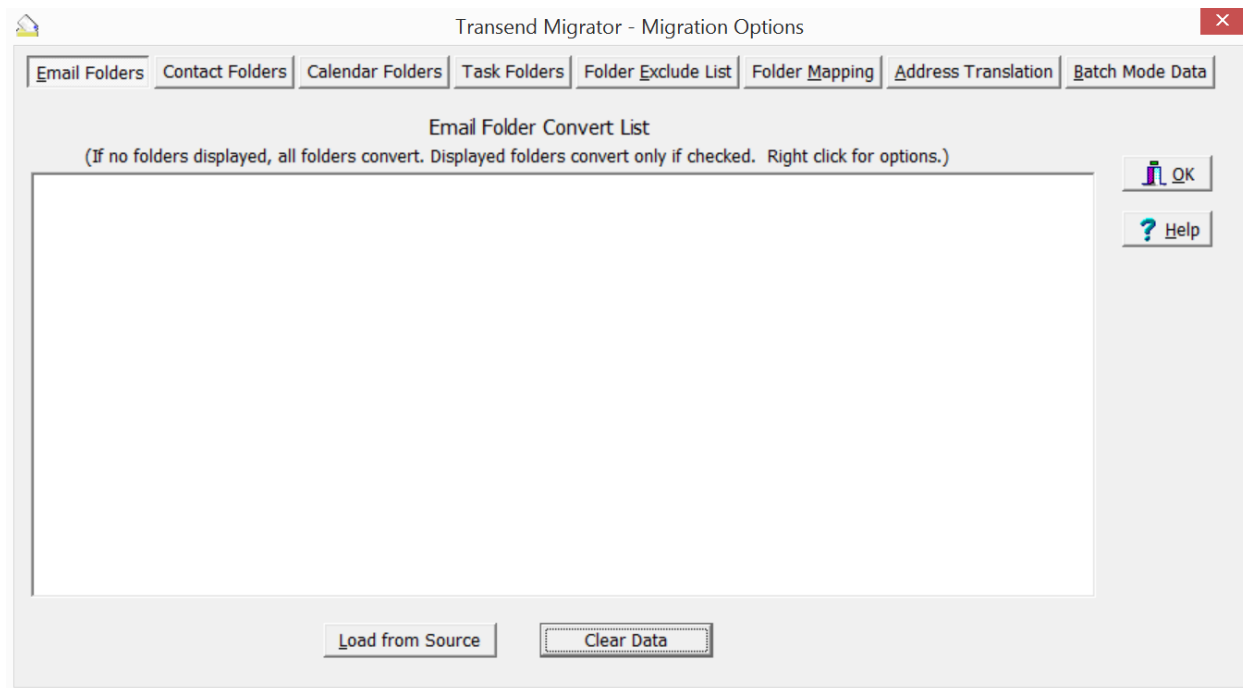 Transend Migrator - Migration Options
Email Folders Contact Folders Calendar Folders Task Folders Folder Exclude List Folder Mapping Address Translation Batch Mode Data
Email Folder Convert List
(If no folders displayed, all folders convert. Displayed folders convert only if checked. Right click for options.)
OK
Help
Load from Source Clear Data